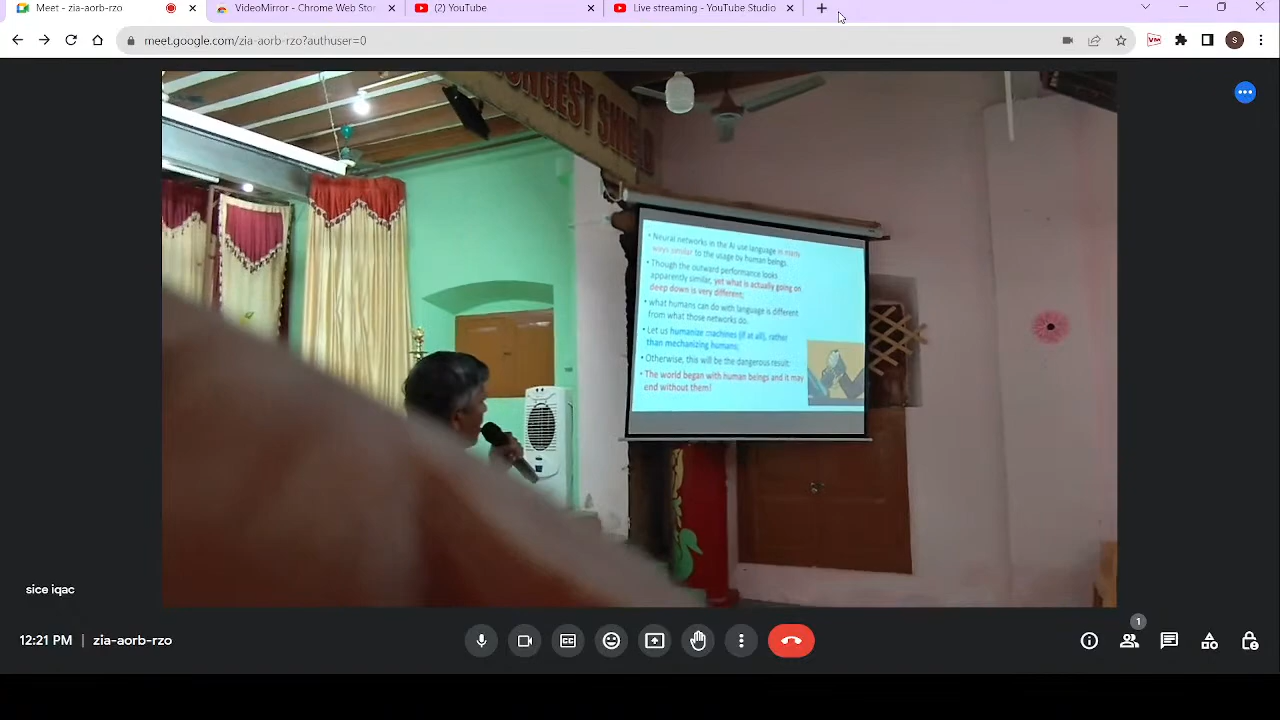 Meet - zia-aorb-rzo
VideoMirror - Chrome Web Stor
(2) YouTube
Live streaming - YouTube Studio
meet.google.com/zia-aorb-rzo?authuser=0
S
• Neural networks in the AI use language in many
ways similar to the usage by human beings.
• Though the outward performance looks
apparently similar, yet what is actually going on
deep down is very different;
• what humans can do with language is different
from what those networks do.
• Let us humanize machines (if at all), rather
than mechanizing humans;
• Otherwise, this will be the dangerous result:
• The world began with human beings and it may
end without them!
sice iqac
12:21 PM | zia-aorb-rzo
1